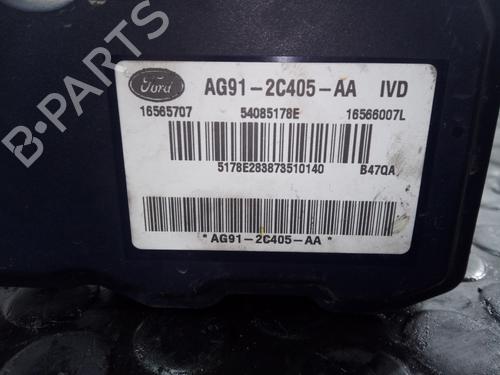 B-PARTS
Ford
AG91-2C405-AA IVD
16565707 54085178E 16566007L
5178E283873510140 B47QA
* AG91-2C405-AA *